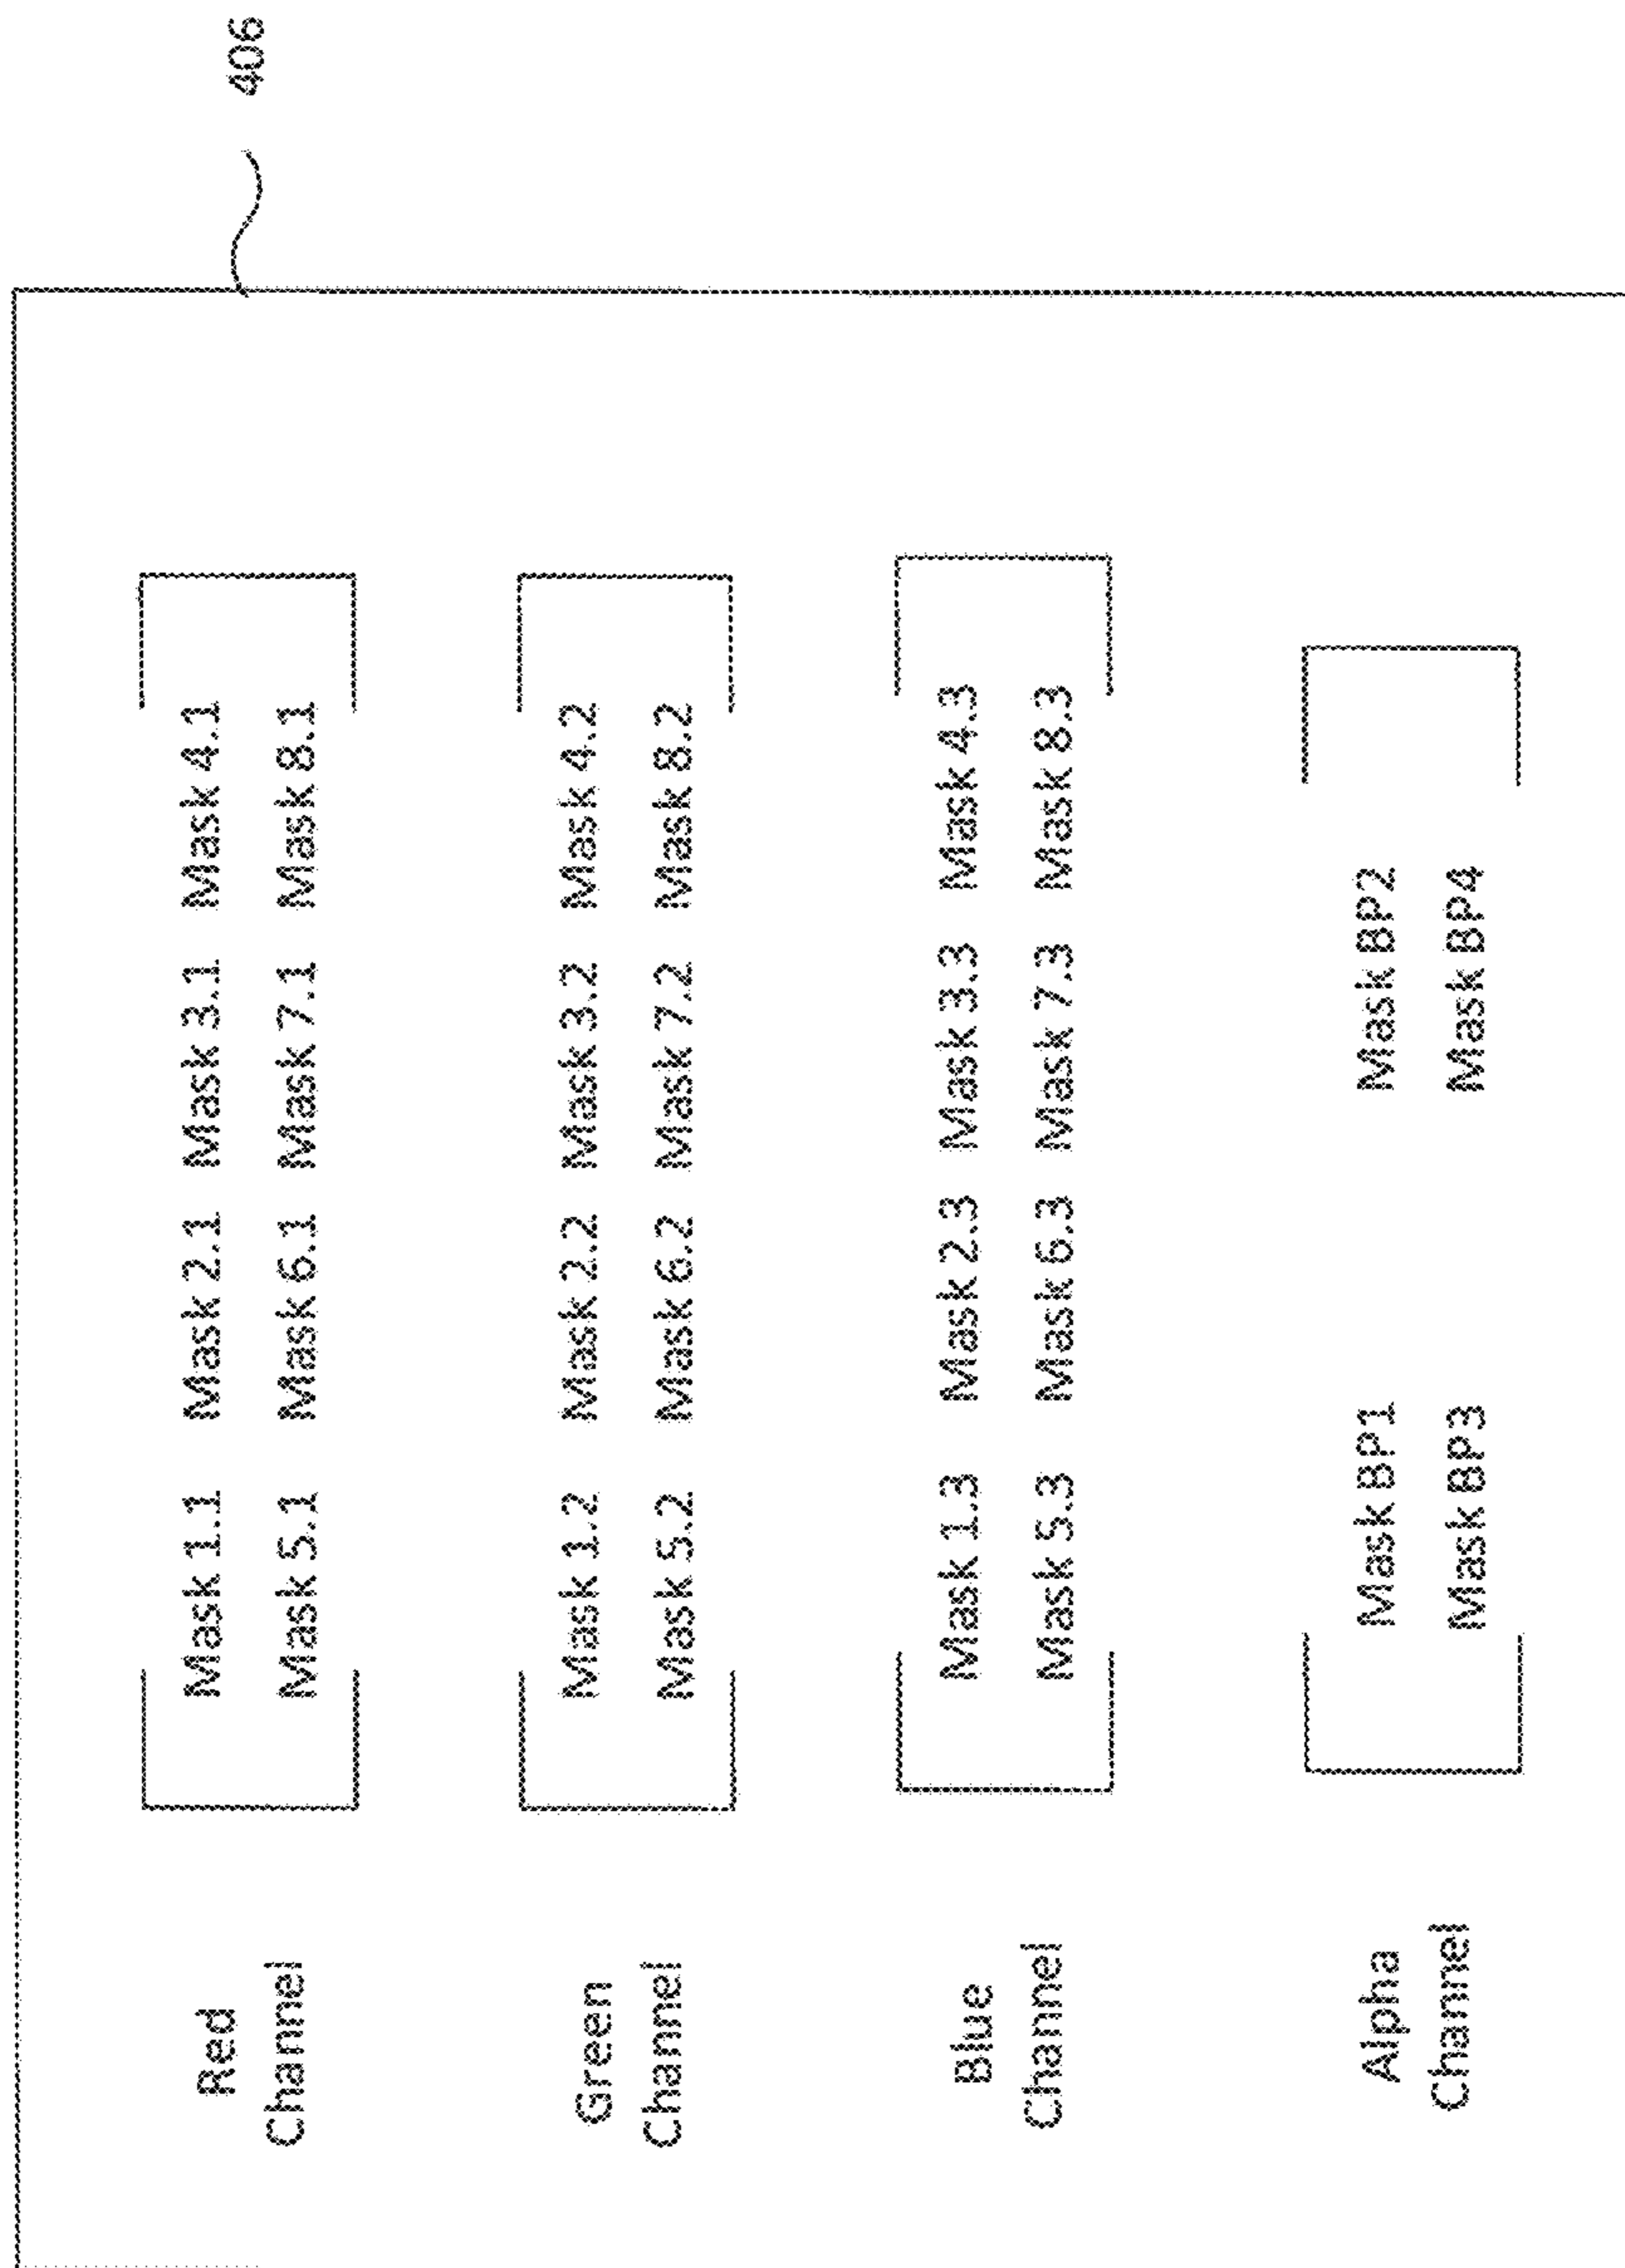 406
Red
Channel
Mask 1.1 Mask 2.1 Mask 3.1 Mask 4.1
Mask 5.1 Mask 6.1 Mask 7.1 Mask 8.1
Green
Channel
Mask 1.2 Mask 2.2 Mask 3.2 Mask 4.2
Mask 5.2 Mask 6.2 Mask 7.2 Mask 8.2
Blue
Channel
Mask 1.3 Mask 2.3 Mask 3.3 Mask 4.3
Mask 5.3 Mask 6.3 Mask 7.3 Mask 8.3
Alpha
Channel
Mask BP1 Mask BP2
Mask BP3 Mask BP4